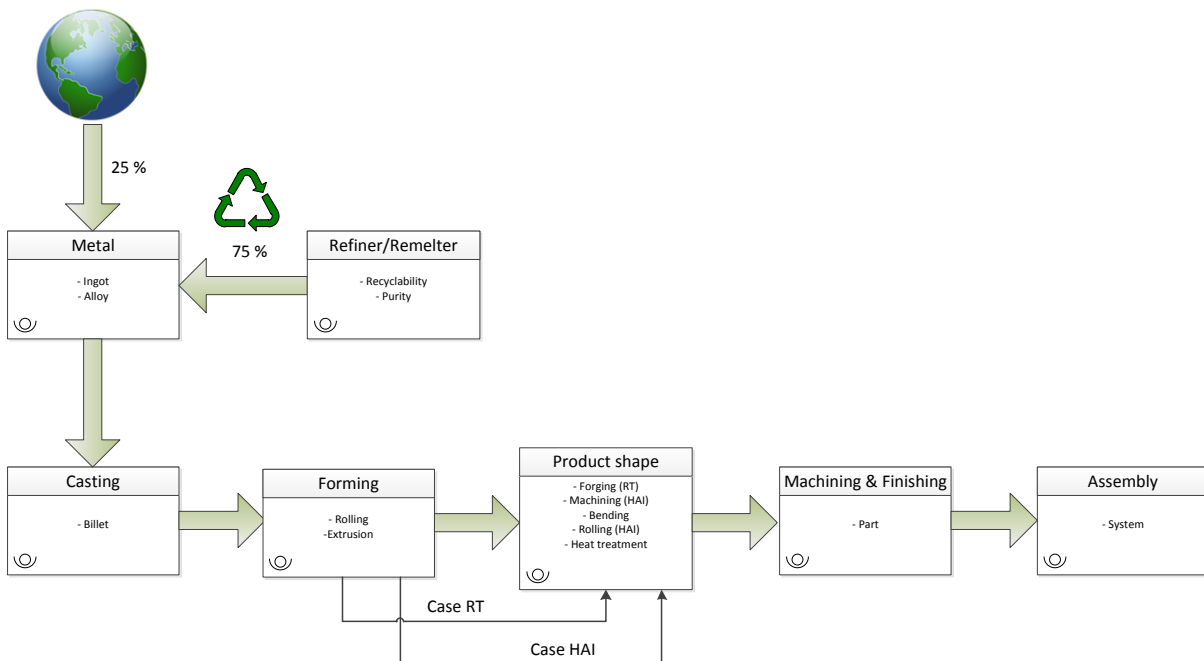 25 %
75 %
Metal
- Ingot
- Alloy
Refiner/Remelter
- Recyclability
- Purity
Casting
- Billet
Forming
- Rolling
-Extrusion
Product shape
- Forging (RT)
- Machining (HAI)
- Bending
- Rolling (HAI)
- Heat treatment
Machining & Finishing
- Part
Assembly
- System
Case RT
Case HAI